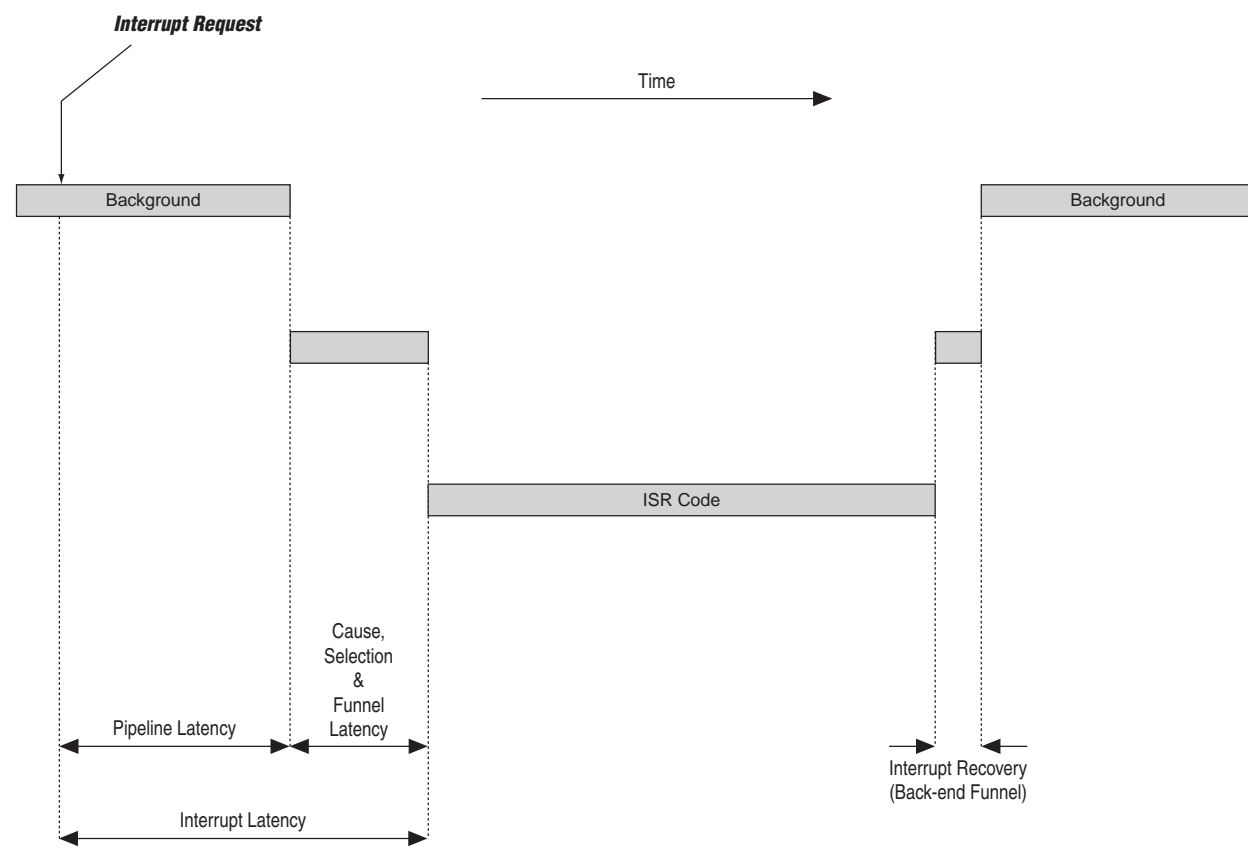 Interrupt Request
Time
Background
Background
ISR Code
Cause,
Selection
&
Funnel
Latency
Pipeline Latency
Interrupt Recovery
(Back-end Funnel)
Interrupt Latency